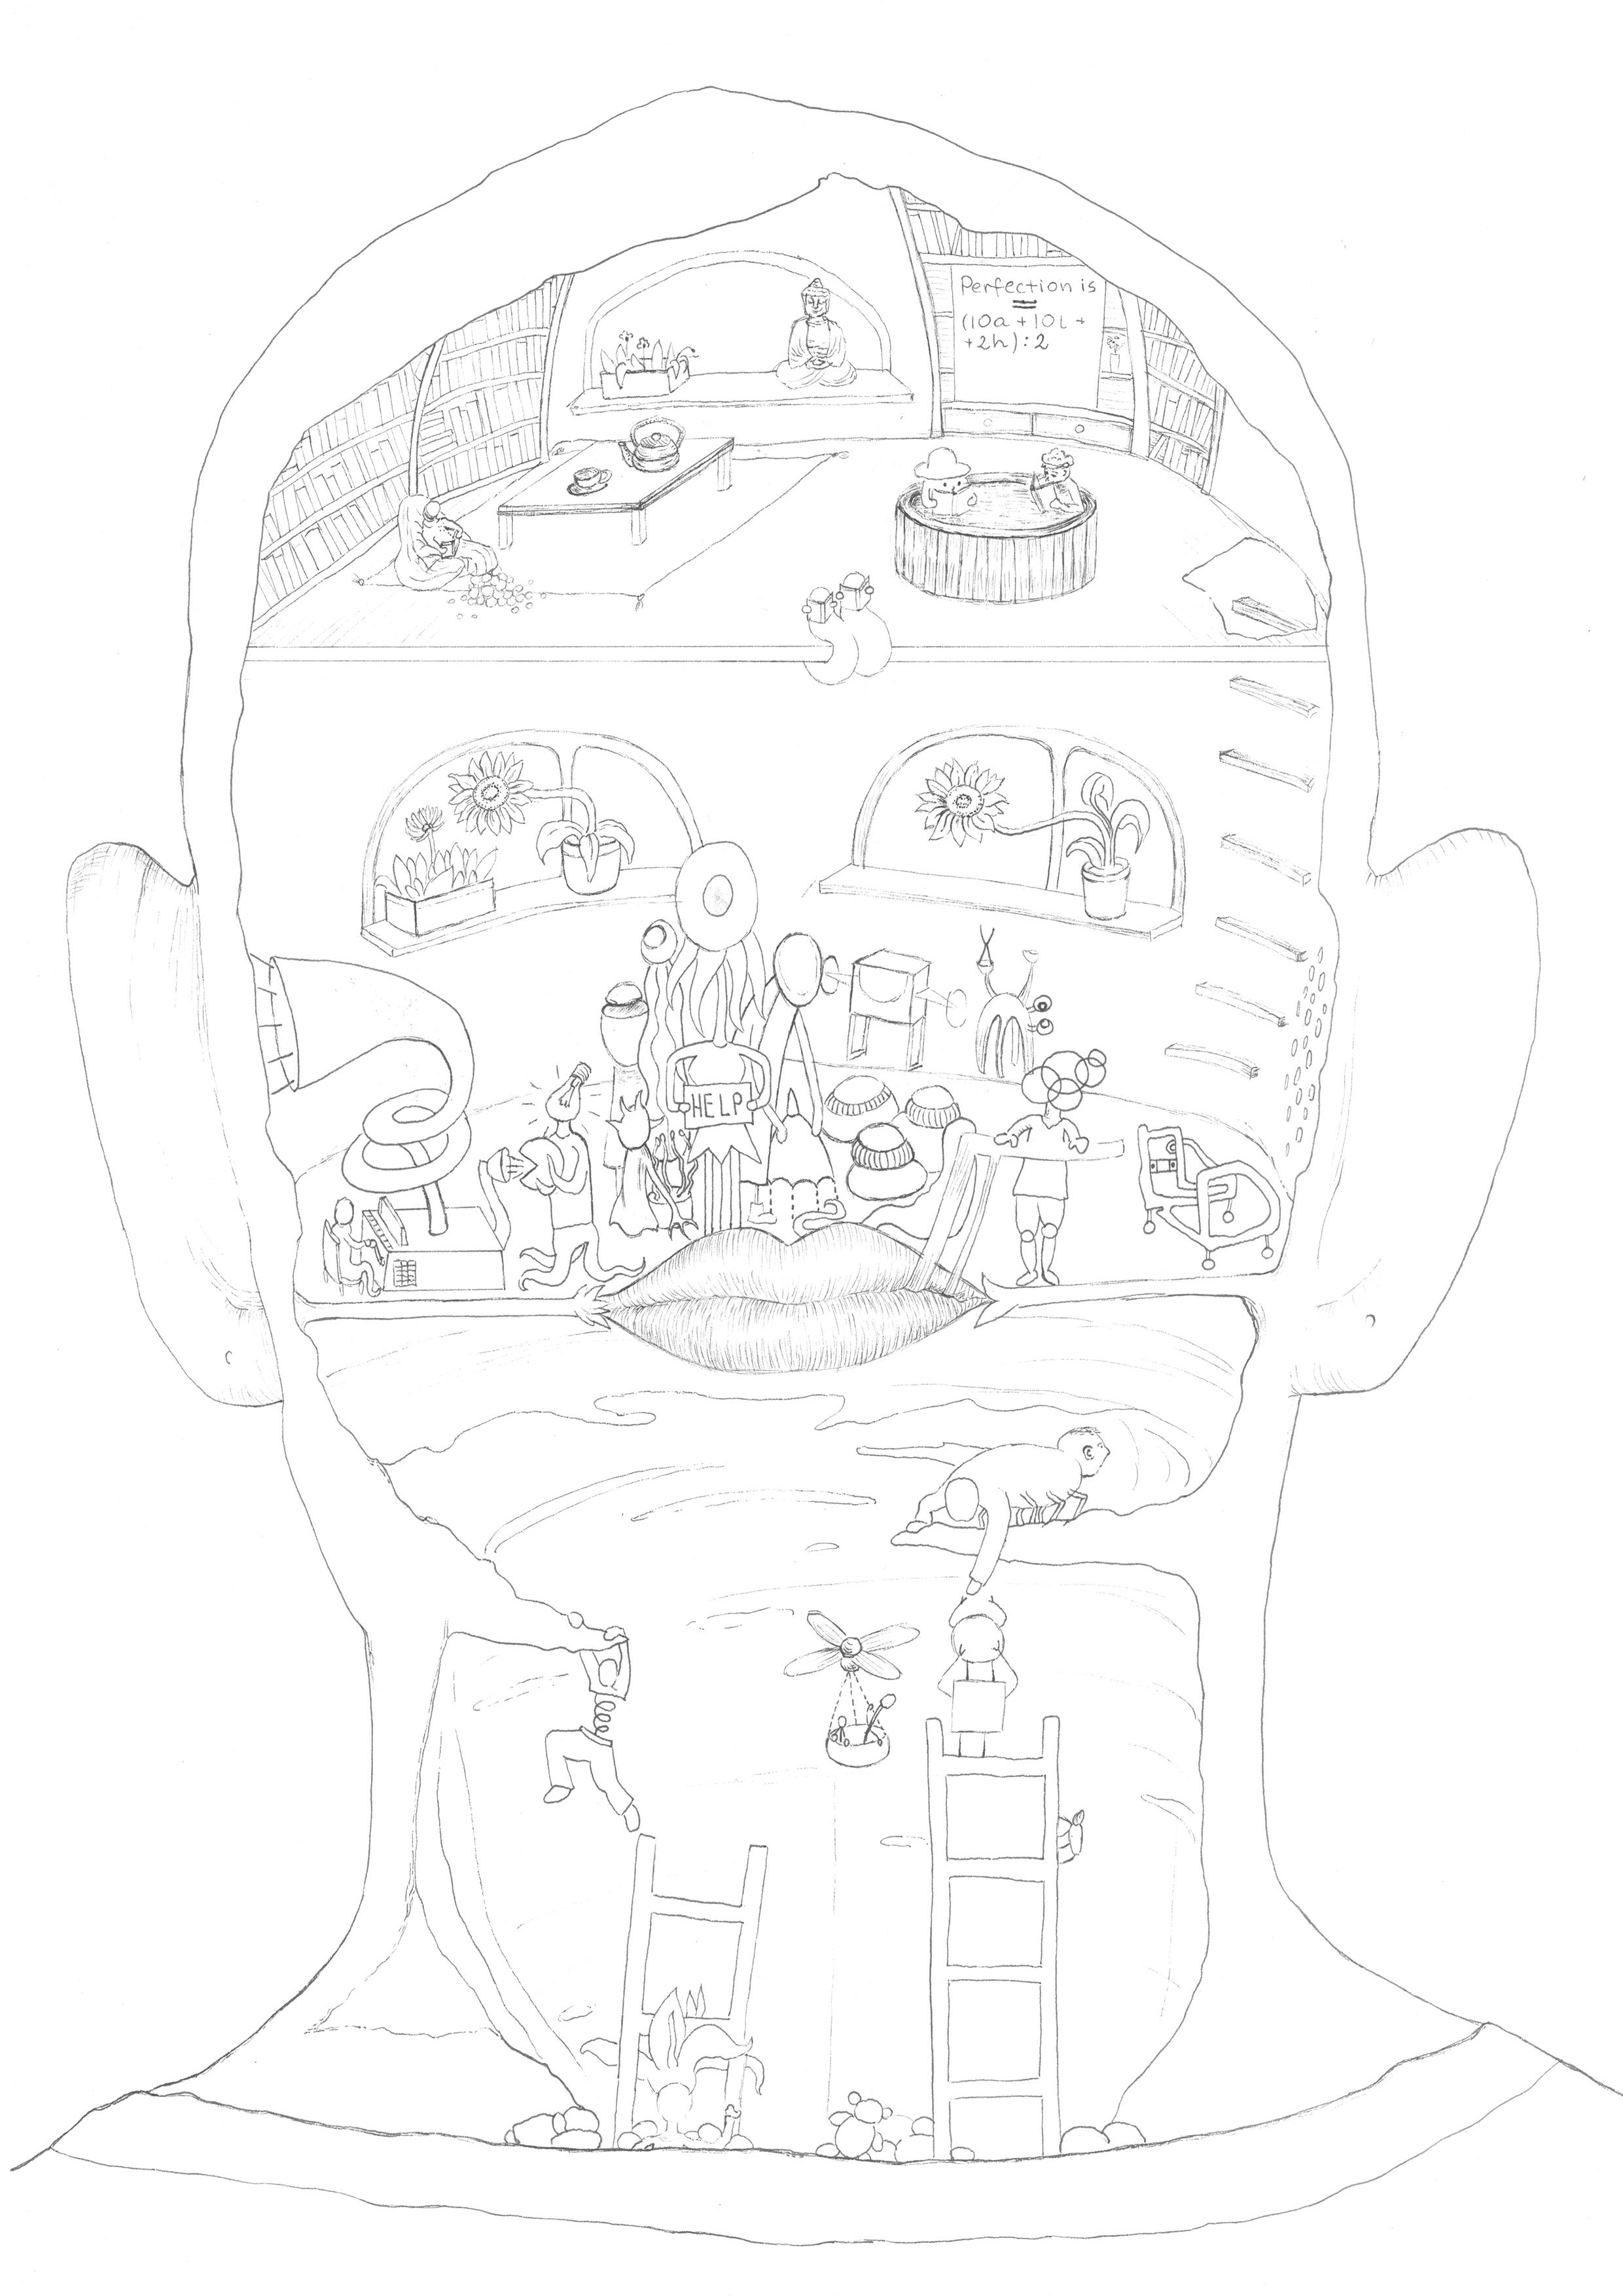 Perfection is
=
(10a + 10L +
+2h):2
HELP